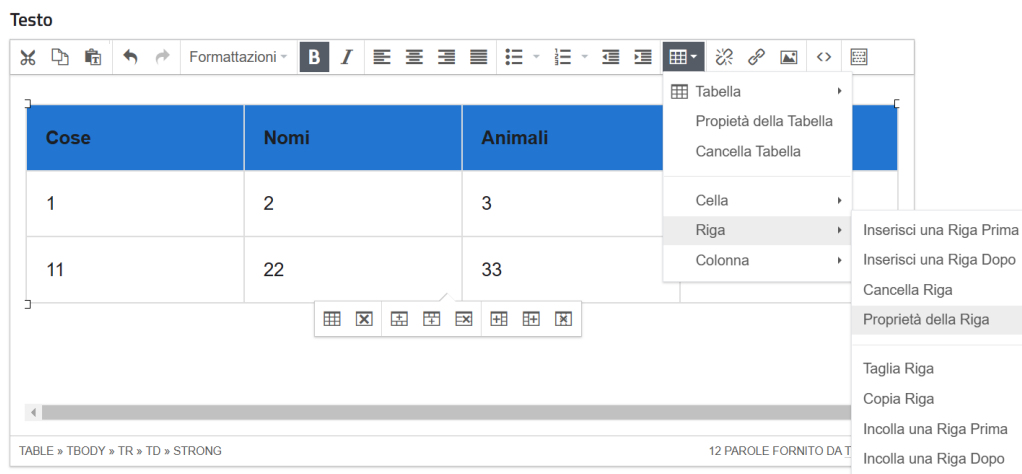 Testo
Formattazioni
B I
Tabella
Propietà della Tabella
Cancella Tabella
Cose Nomi Animali
1 2 3
11 22 33
Cella
Riga
Colonna
Inserisci una Riga Prima
Inserisci una Riga Dopo
Cancella Riga
Proprietà della Riga
Taglia Riga
Copia Riga
Incolla una Riga Prima
Incolla una Riga Dopo
TABLE » TBODY » TR » TD » STRONG
12 PAROLE FORNITO DA T